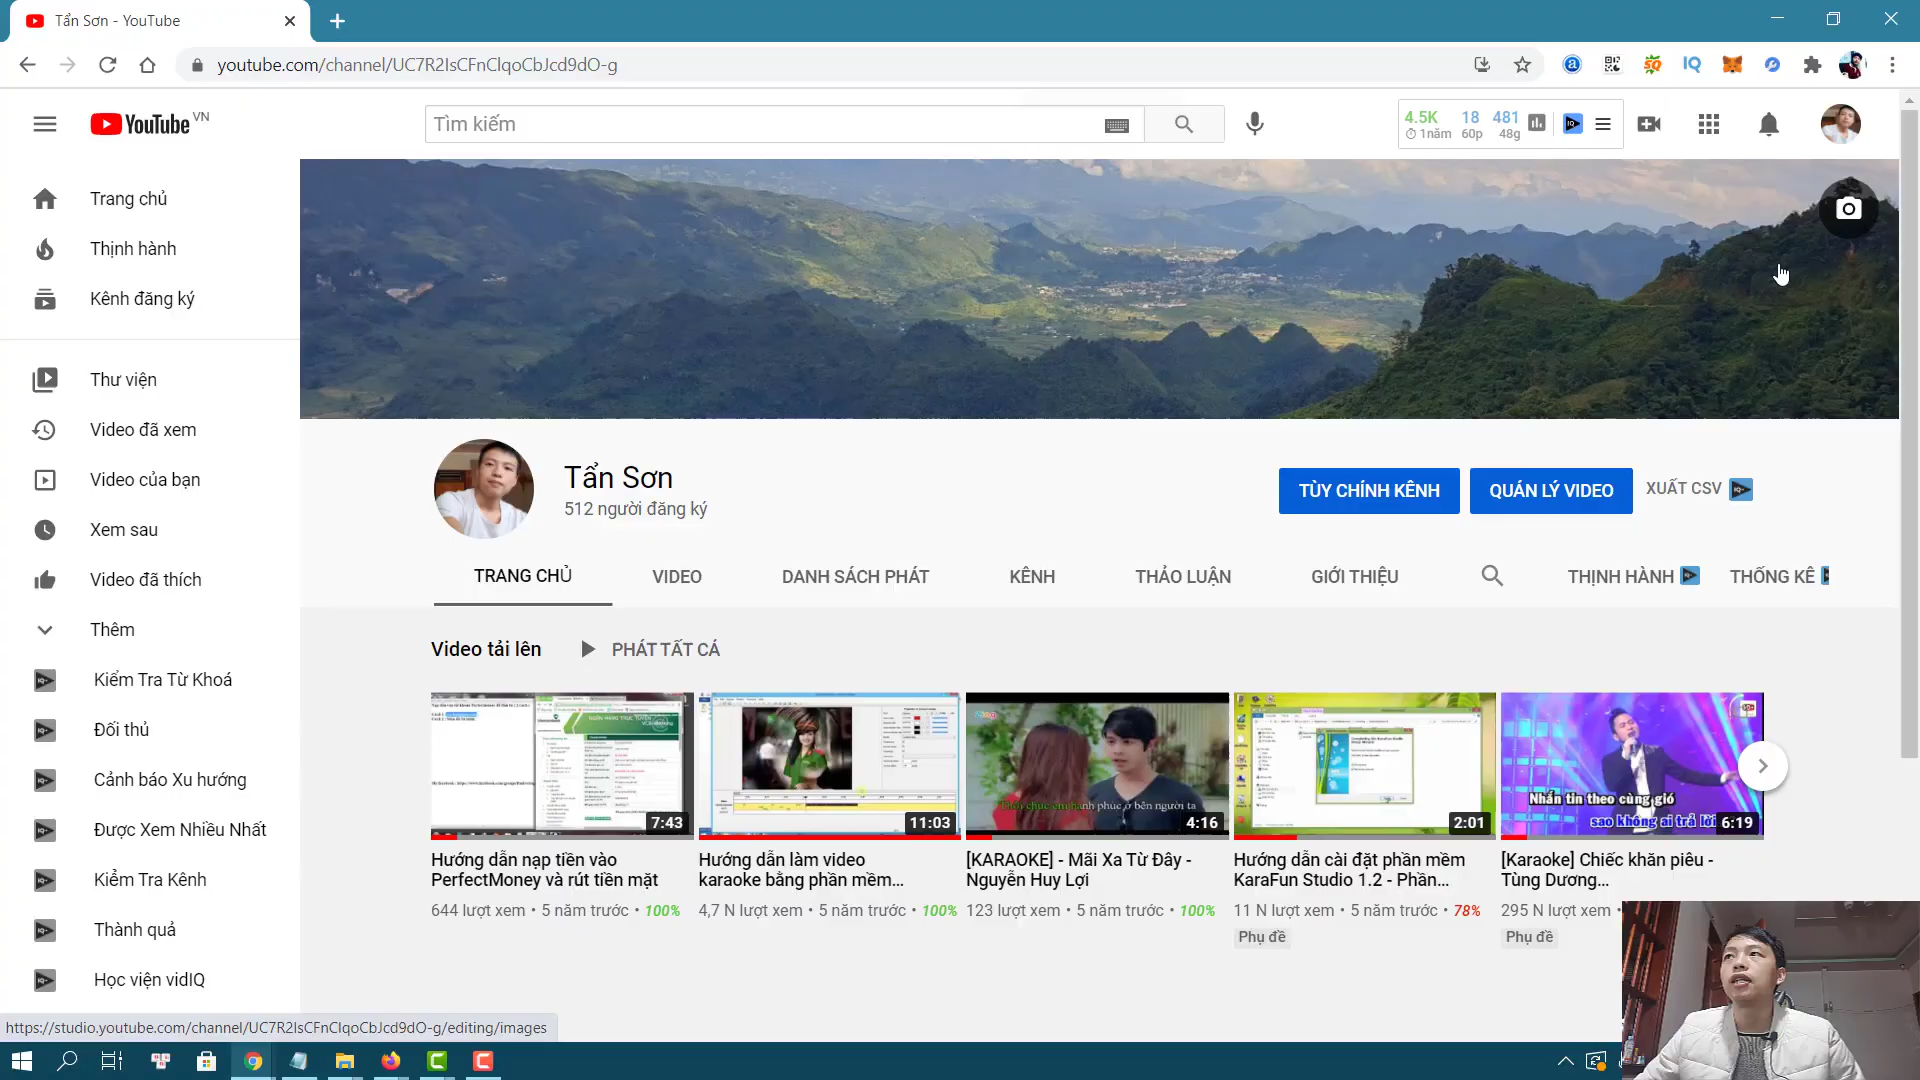 Tẩn Sơn - YouTube
youtube.com/channel/UC7R2IsCFnClqoCbJcd9dO-g
YouTube VN
Tìm kiếm
4.5K 18 481
1năm 60p 48g
Trang chủ
Thịnh hành
Kênh đăng ký
Thư viện
Video đã xem
Video của bạn
Xem sau
Video đã thích
Thêm
Kiểm Tra Từ Khoá
Đối thủ
Cảnh báo Xu hướng
Được Xem Nhiều Nhất
Kiểm Tra Kênh
Thành quả
Học viện vidIQ
Tẩn Sơn
512 người đăng ký
TÙY CHỈNH KÊNH
QUẢN LÝ VIDEO
XUẤT CSV
TRANG CHỦ VIDEO DANH SÁCH PHÁT KÊNH THẢO LUẬN GIỚI THIỆU THỊNH HÀNH THỐNG KÊ
Video tải lên PHÁT TẤT CẢ
7:43
Hướng dẫn nạp tiền vào
PerfectMoney và rút tiền mặt
644 lượt xem • 5 năm trước • 100%
11:03
Hướng dẫn làm video
karaoke bằng phần mềm...
4,7 N lượt xem • 5 năm trước • 100%
Thôi chúc em hạnh phúc ở bên người ta
4:16
[KARAOKE] - Mãi Xa Từ Đây -
Nguyễn Huy Lợi
123 lượt xem • 5 năm trước • 100%
2:01
Hướng dẫn cài đặt phần mềm
KaraFun Studio 1.2 - Phần...
11 N lượt xem • 5 năm trước • 78%
Phụ đề
Nhắn tin theo cùng gió
sao không ai trả lời
6:19
[Karaoke] Chiếc khăn piêu -
Tùng Dương...
295 N lượt xem •
Phụ đề
https://studio.youtube.com/channel/UC7R2IsCFnClqoCbJcd9dO-g/editing/images